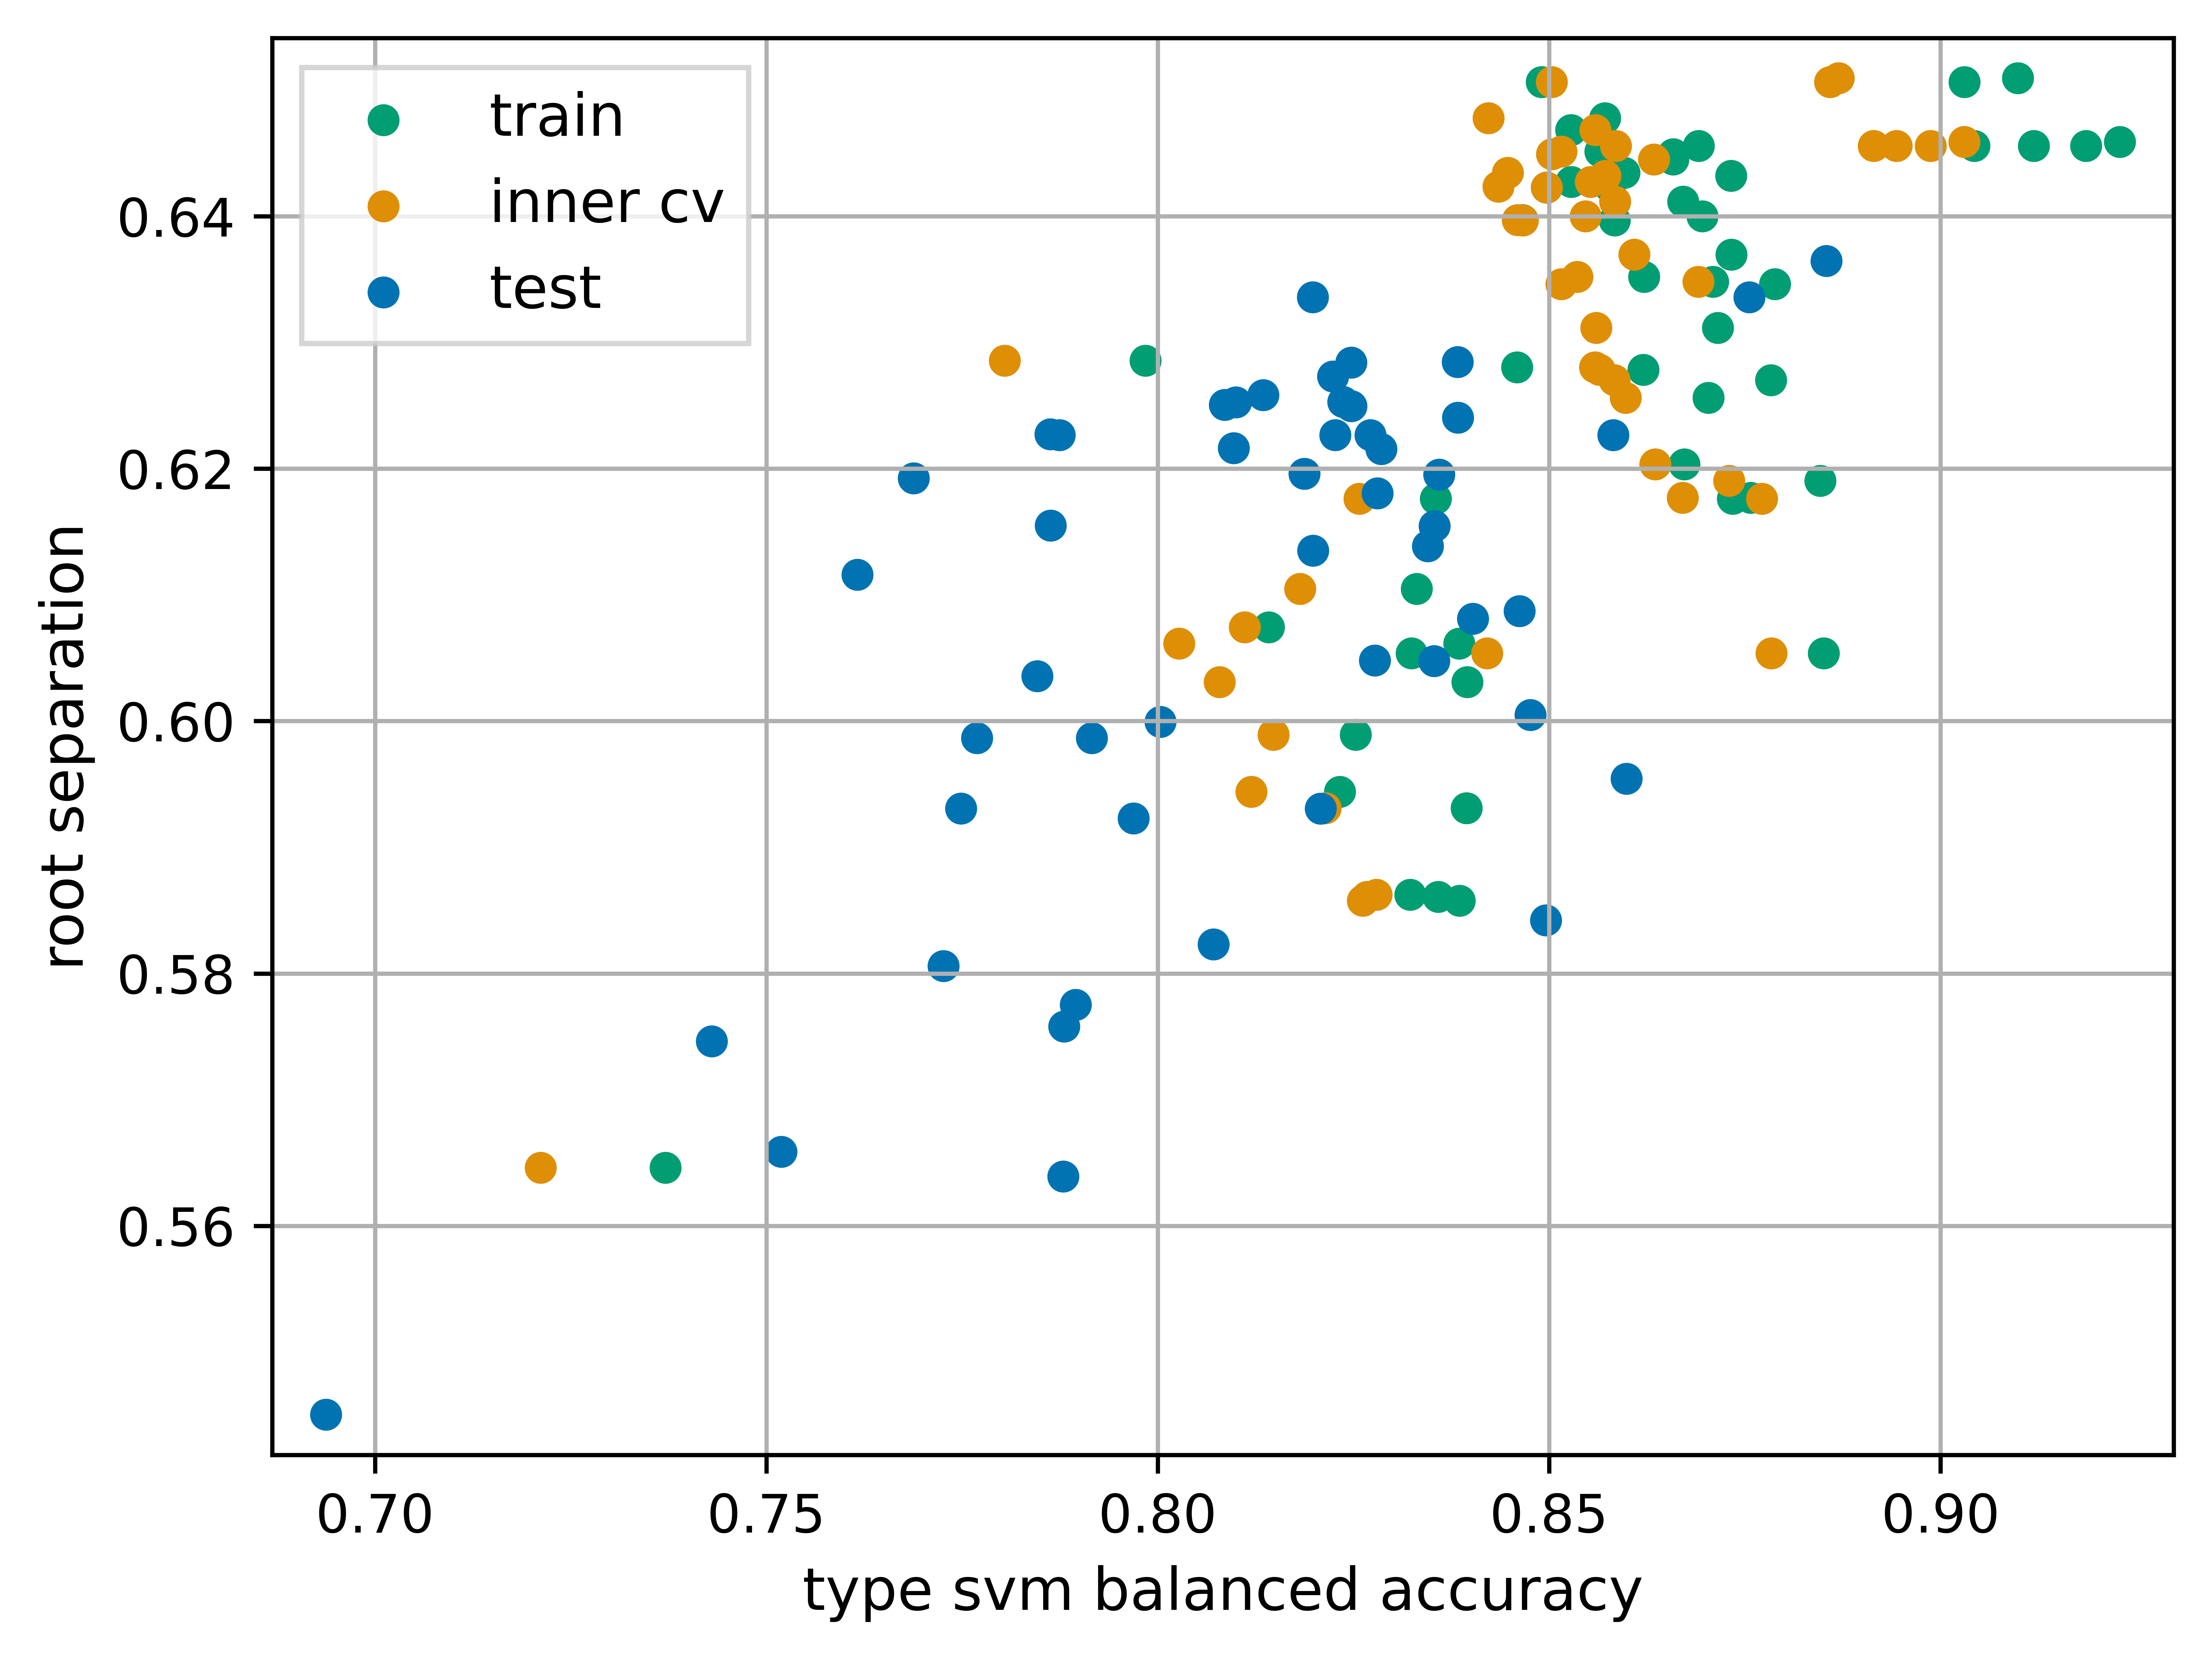 train
inner cv
test
0.64
0.62
0.60
0.58
0.56
root separation
0.70 0.75 0.80 0.85 0.90
type svm balanced accuracy